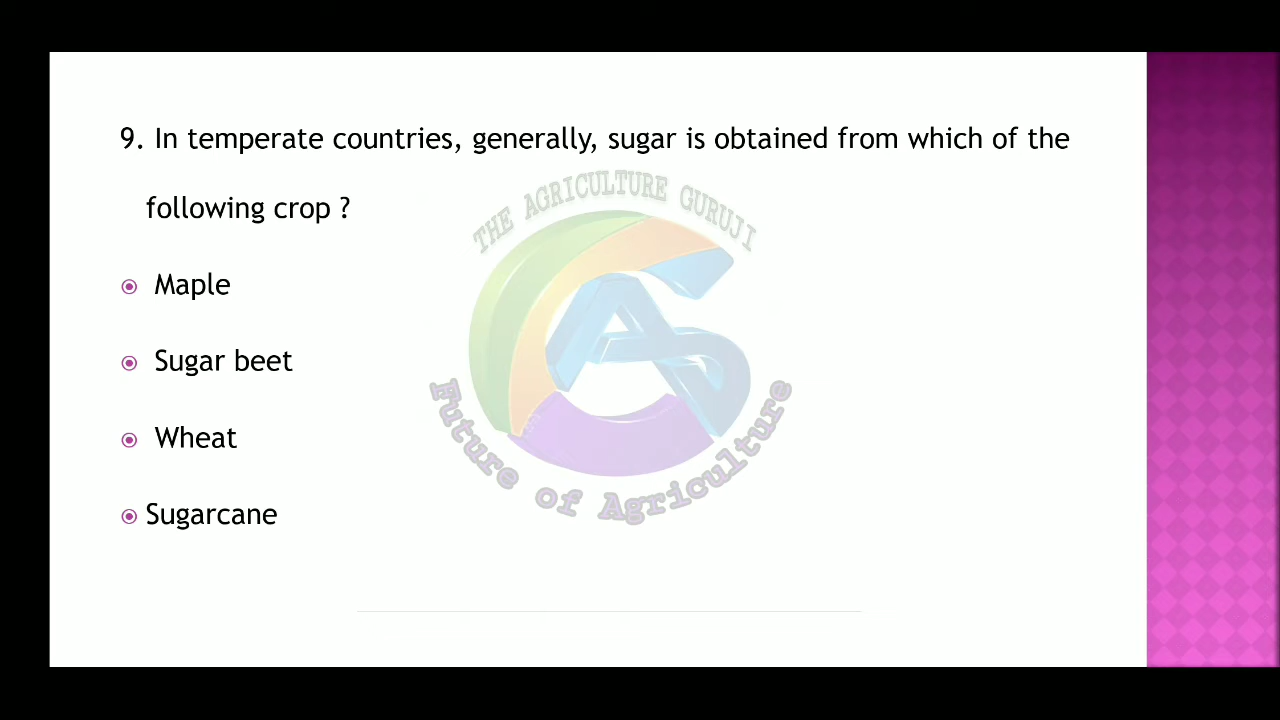 9. In temperate countries, generally, sugar is obtained from which of the
following crop ?
THE AGRICULTURE GURUJI
Maple
Sugar beet
Wheat
Sugarcane
Future of Agriculture